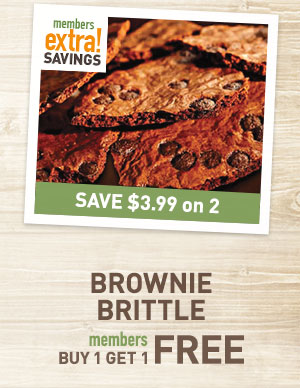 members
extra!
SAVINGS
SAVE $3.99 on 2
BROWNIE
BRITTLE
members
BUY 1 GET 1 FREE